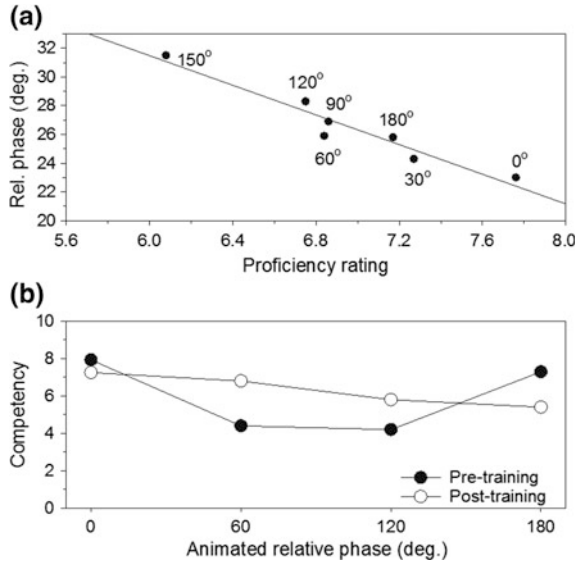 (a)
32
30
28
26
24
22
20
Rel. phase (deg.)
150°
120°
90°
60°
180°
30°
0°
5.6 6.0 6.4 6.8 7.2 7.6 8.0
Proficiency rating
(b)
10
8
6
4
2
0
Competency
Pre-training
Post-training
0 60 120 180
Animated relative phase (deg.)